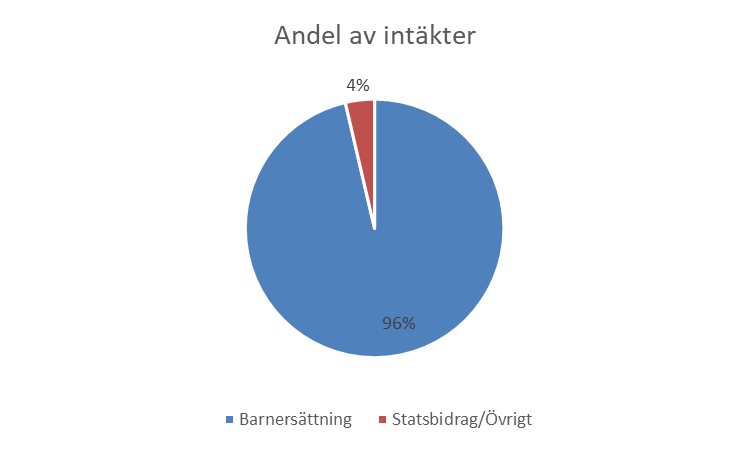 Andel av intäkter
4%
96%
Barnersättning
Statsbidrag/Övrigt